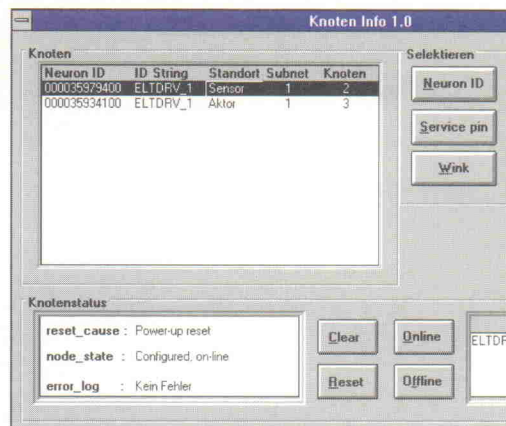 Knoten Info 1.0
Knoten
Neuron ID ID String Standort Subnet Knoten
000035979400 ELTDRV_1 Sensor 1 2
000035934100 ELTDRV_1 Aktor 1 3
Selektieren
Neuron ID
Service pin
Wink
Knotenstatus
reset_cause : Power-up reset
node_state : Configured, on-line
error_log : Kein Fehler
Clear
Online
Reset
Offline
ELTDF